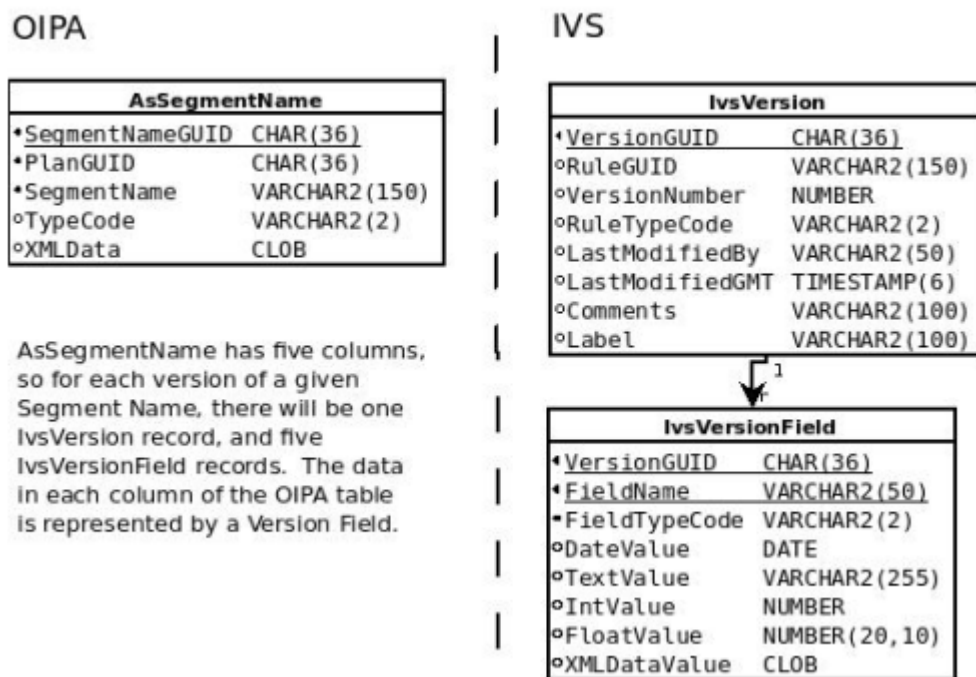 OIPA
AsSegmentName
SegmentNameGUID CHAR(36)
PlanGUID CHAR(36)
SegmentName VARCHAR2(150)
TypeCode VARCHAR2(2)
XMLData CLOB
AsSegmentName has five columns,
so for each version of a given
Segment Name, there will be one
IvsVersion record, and five
IvsVersionField records. The data
in each column of the OIPA table
is represented by a Version Field.
IVS
IvsVersion
VersionGUID CHAR(36)
RuleGUID VARCHAR2(150)
VersionNumber NUMBER
RuleTypeCode VARCHAR2(2)
LastModifiedBy VARCHAR2(50)
LastModifiedGMT TIMESTAMP(6)
Comments VARCHAR2(100)
Label VARCHAR2(100)
1
IvsVersionField
VersionGUID CHAR(36)
FieldName VARCHAR2(50)
FieldTypeCode VARCHAR2(2)
DateValue DATE
TextValue VARCHAR2(255)
IntValue NUMBER
FloatValue NUMBER(20,10)
XMLDataValue CLOB